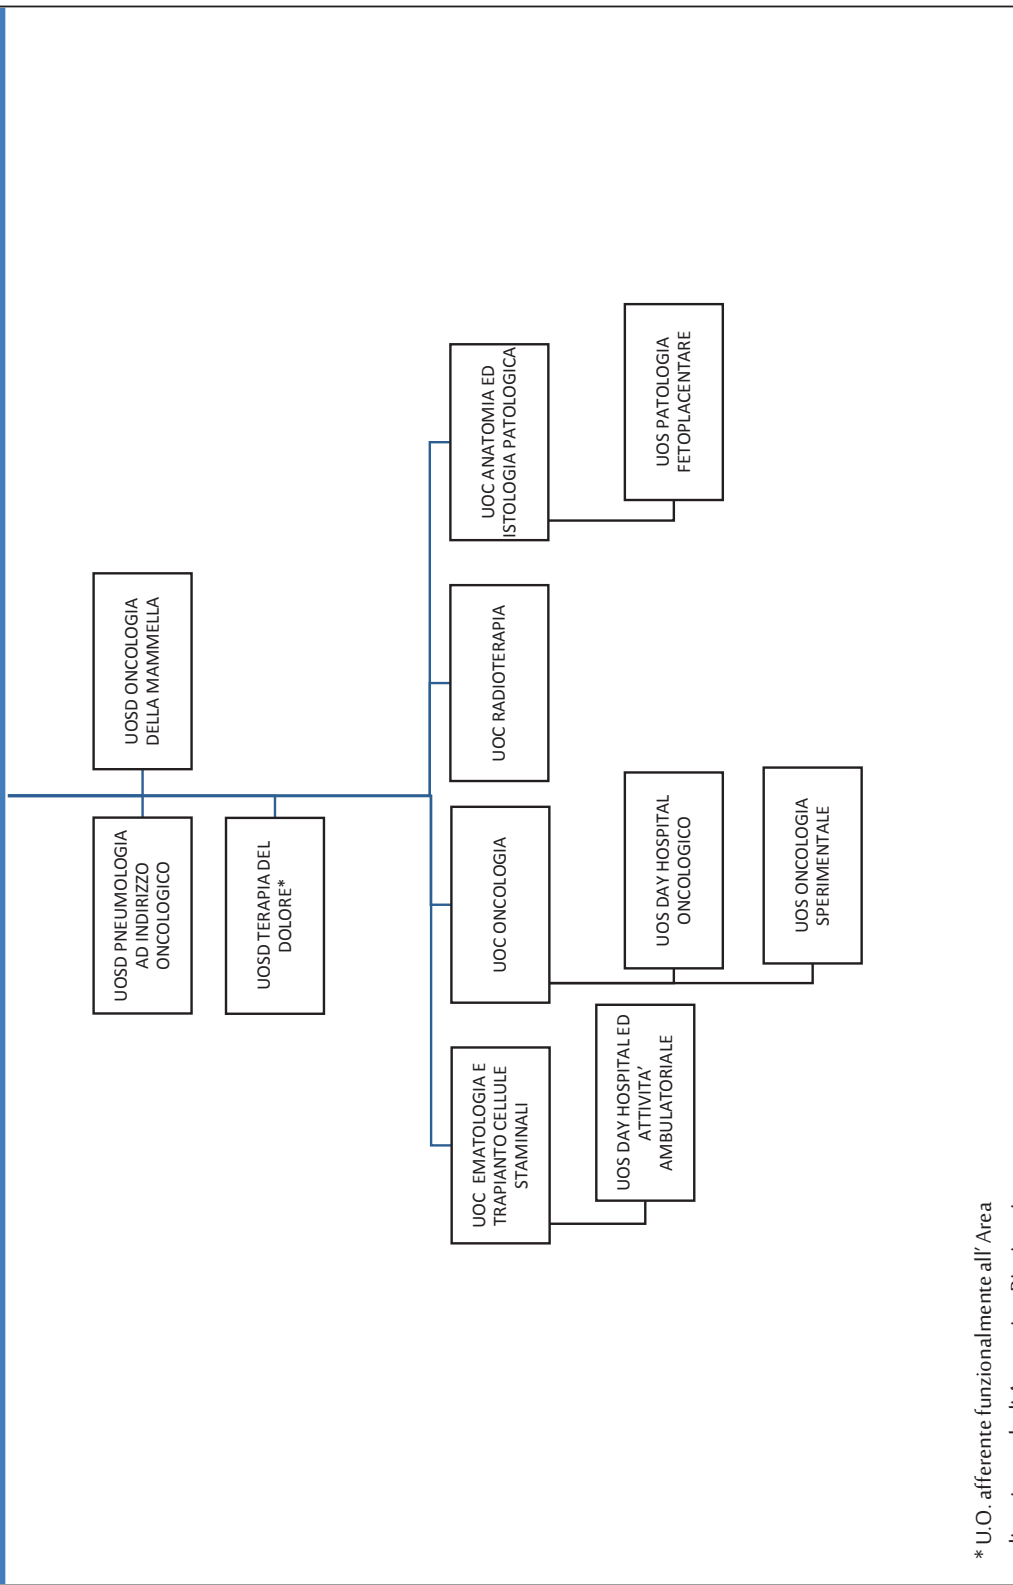 UOSD PNEUMOLOGIA
AD INDIRIZZO
ONCOLOGICO
UOSD ONCOLOGIA
DELLA MAMMELLA
UOSD TERAPIA DEL
DOLORE*
UOC EMATOLOGIA E
TRAPIANTO CELLULE
STAMINALI
UOC ONCOLOGIA
UOC RADIOTERAPIA
UOC ANATOMIA ED
ISTOLOGIA PATOLOGICA
UOS DAY HOSPITAL ED
ATTIVITA’
AMBULATORIALE
UOS DAY HOSPITAL
ONCOLOGICO
UOS PATOLOGIA
FETOPLACENTARE
UOS ONCOLOGIA
SPERIMENTALE
* U.O. afferente funzionalmente all’ Area